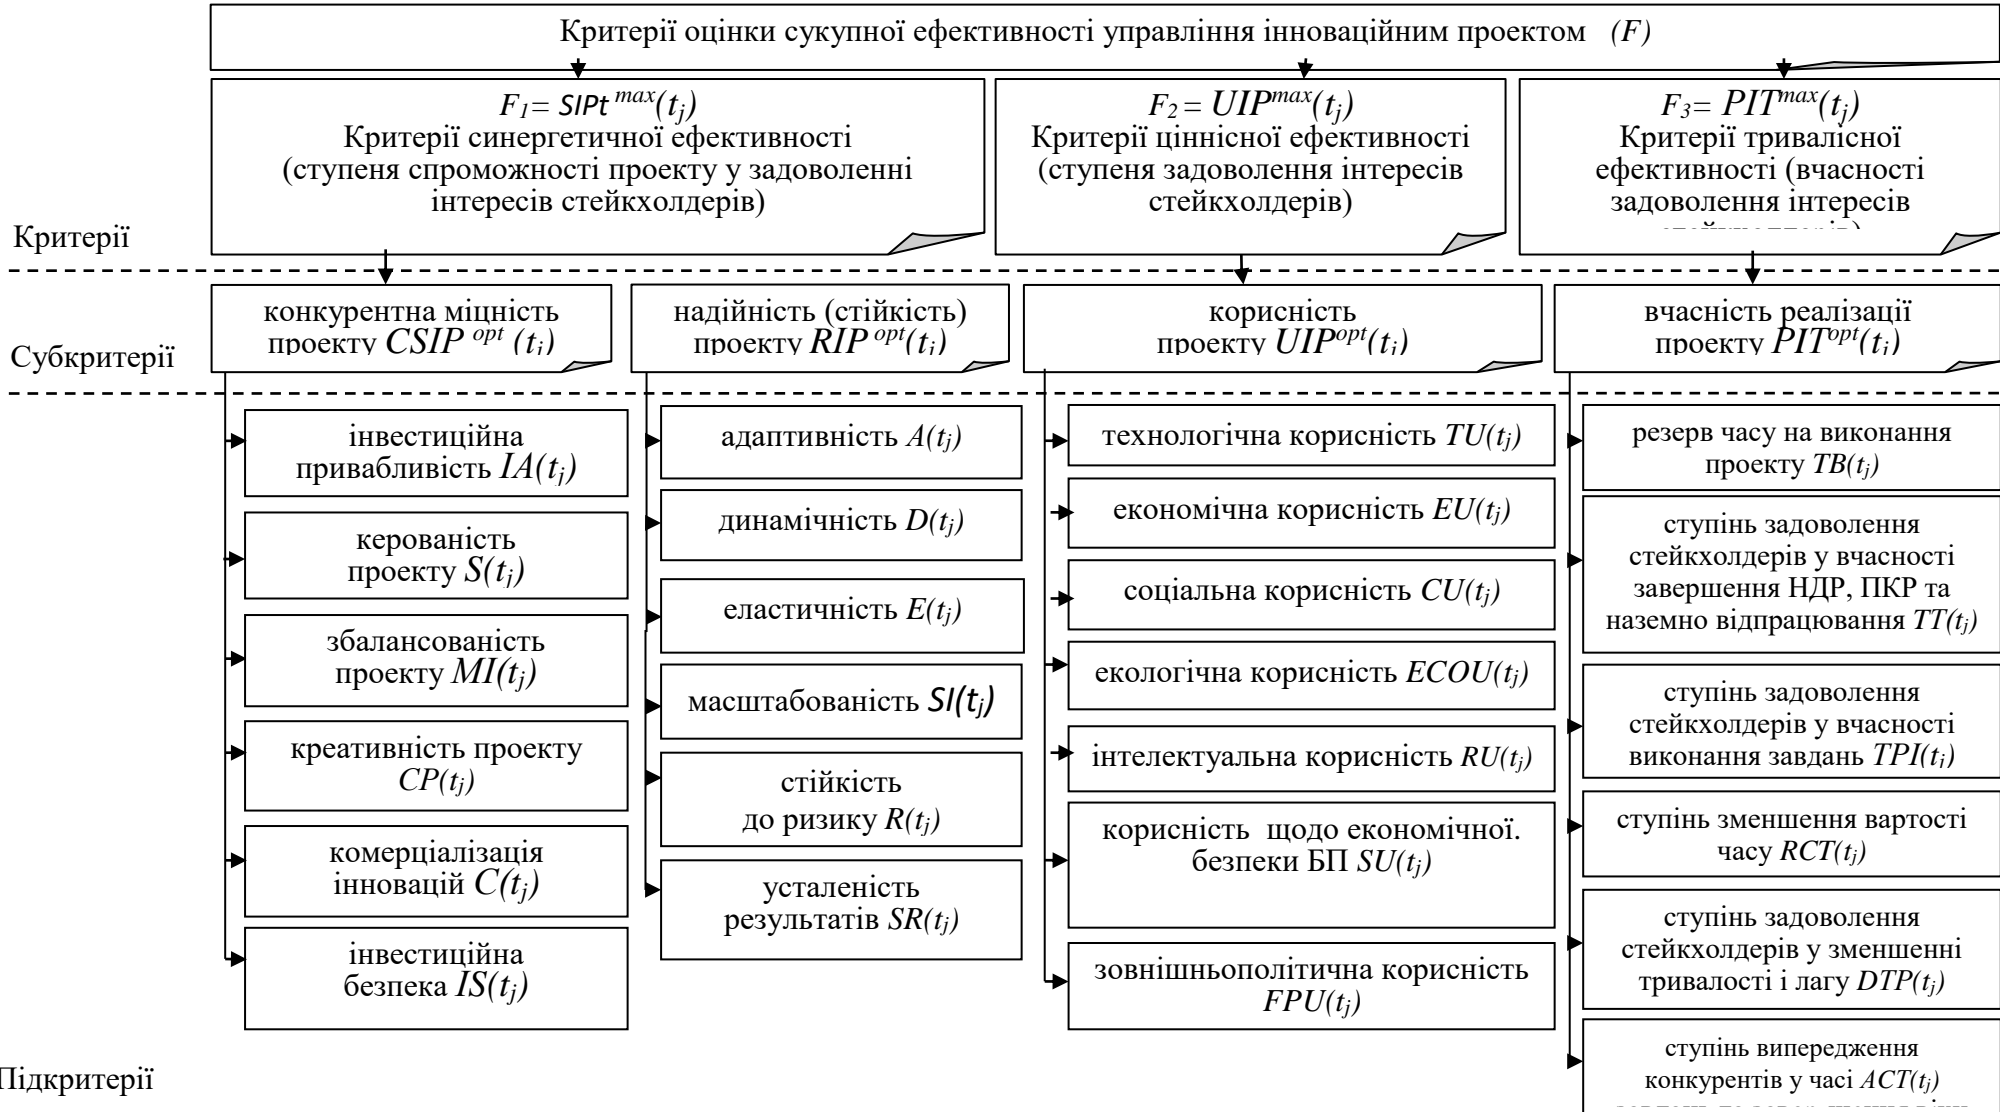 Критерії оцінки сукупної ефективності управління інноваційним проектом (F)
F1= SIPt max(tj)
Критерії синергетичної ефективності
(ступеня спроможності проекту у задоволенні
інтересів стейкхолдерів)
F2 = UIPmax(tj)
Критерії ціннісної ефективності
(ступеня задоволення інтересів
стейкхолдерів)
F3= PITmax(tj)
Критерії тривалісної
ефективності (вчасності
задоволення інтересів
Критерії
конкурентна міцність
проекту CSIP opt (tj)
надійність (стійкість)
проекту RIP opt(tj)
корисність
проекту UIPopt(tj)
вчасність реалізації
проекту PITopt(tj)
Субкритерії
інвестиційна
привабливість IA(tj)
керованість
проекту S(tj)
збалансованість
проекту MI(tj)
креативність проекту
CP(tj)
комерціалізація
інновацій C(tj)
інвестиційна
безпека IS(tj)
адаптивність A(tj)
динамічність D(tj)
еластичність E(tj)
масштабованість SI(tj)
стійкість
до ризику R(tj)
усталеність
результатів SR(tj)
технологічна корисність TU(tj)
економічна корисність EU(tj)
соціальна корисність CU(tj)
екологічна корисність ECOU(tj)
інтелектуальна корисність RU(tj)
корисність щодо економічної.
безпеки БП SU(tj)
зовнішньополітична корисність
FPU(tj)
резерв часу на виконання
проекту TB(tj)
ступінь задоволення
стейкхолдерів у вчасності
завершення НДР, ПКР та
наземно відпрацювання TT(tj)
ступінь задоволення
стейкхолдерів у вчасності
виконання завдань TPI(tj)
ступінь зменшення вартості
часу RCT(tj)
ступінь задоволення
стейкхолдерів у зменшенні
тривалості і лагу DTP(tj)
ступінь випередження
конкурентів у часі ACT(tj)
Підкритерії